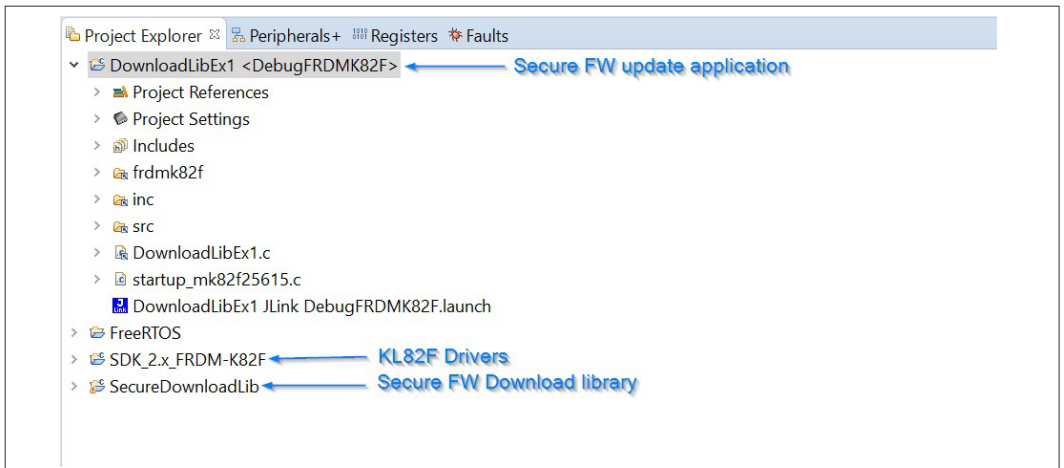 Project Explorer Peripherals+ Registers Faults
DownloadLibEx1 <DebugFRDMK82F> Secure FW update application
Project References
Project Settings
Includes
frdmk82f
inc
src
DownloadLibEx1.c
startup_mk82f25615.c
DownloadLibEx1 JLink DebugFRDMK82F.launch
FreeRTOS
SDK_2.x_FRDM-K82F KL82F Drivers
SecureDownloadLib Secure FW Download library